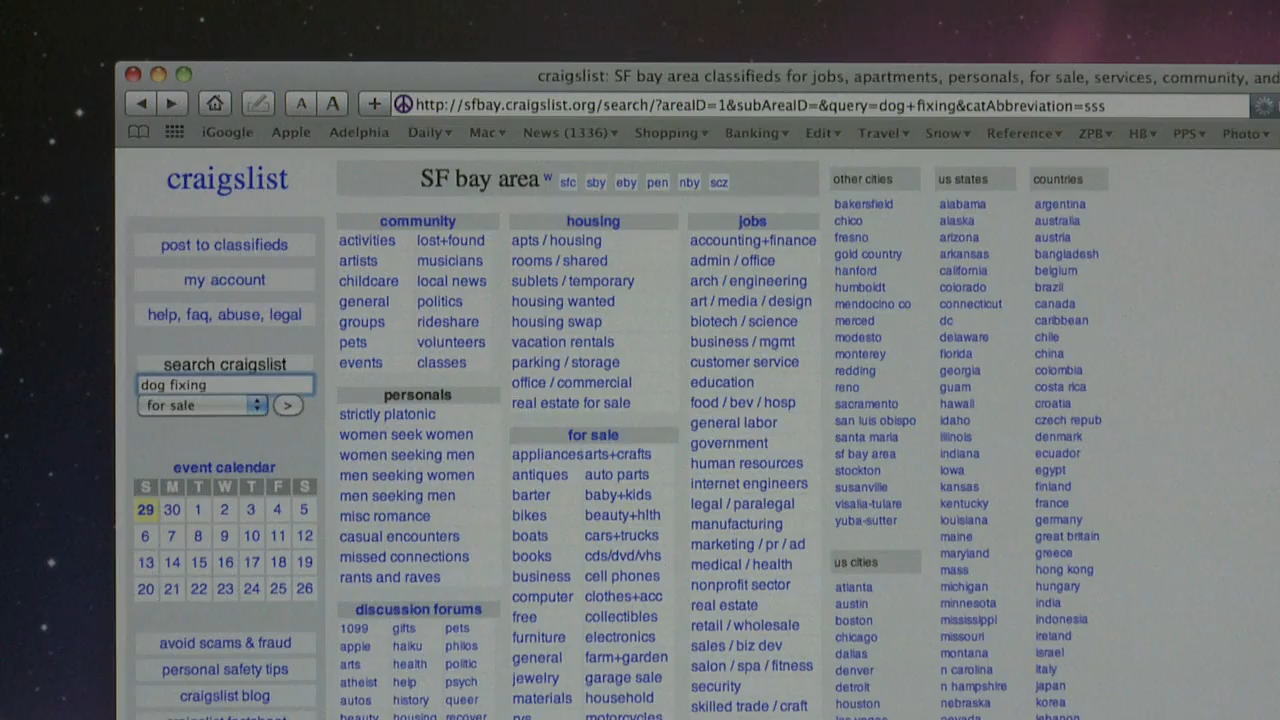 craigslist: SF bay area classifieds for jobs, apartments, personals, for sale, services, community, and
A A + http://sfbay.craigslist.org/search/?areaID=1&subAreaID=&query=dog+fixing&catAbbreviation=sss
iGoogle Apple Adelphia Daily Mac News (1336) Shopping Banking Edit Travel Snow Reference ZPB HB PPS Photo
craigslist
post to classifieds
my account
help, faq, abuse, legal
search craigslist
dog fixing
for sale >
event calendar
S M T W T F S
29 30 1 2 3 4 5
6 7 8 9 10 11 12
13 14 15 16 17 18 19
20 21 22 23 24 25 26
avoid scams & fraud
personal safety tips
craigslist blog
craigslist factsheet
SF bay area w sfc sby eby pen nby scz
community
activities lost+found
artists musicians
childcare local news
general politics
groups rideshare
pets volunteers
events classes
personals
strictly platonic
women seek women
women seeking men
men seeking women
men seeking men
misc romance
casual encounters
missed connections
rants and raves
discussion forums
1099 gifts pets
apple haiku philos
arts health politic
atheist help psych
autos history queer
beauty housing recover
housing
apts / housing
rooms / shared
sublets / temporary
housing wanted
housing swap
vacation rentals
parking / storage
office / commercial
real estate for sale
for sale
appliances arts+crafts
antiques auto parts
barter baby+kids
bikes beauty+hlth
boats cars+trucks
books cds/dvd/vhs
business cell phones
computer clothes+acc
free collectibles
furniture electronics
general farm+garden
jewelry garage sale
materials household
rvs motorcycles
jobs
accounting+finance
admin / office
arch / engineering
art / media / design
biotech / science
business / mgmt
customer service
education
food / bev / hosp
general labor
government
human resources
internet engineers
legal / paralegal
manufacturing
marketing / pr / ad
medical / health
nonprofit sector
real estate
retail / wholesale
sales / biz dev
salon / spa / fitness
security
skilled trade / craft
other cities
bakersfield
chico
fresno
gold country
hanford
humboldt
mendocino co
merced
modesto
monterey
redding
reno
sacramento
san luis obispo
santa maria
sf bay area
stockton
susanville
visalia-tulare
yuba-sutter
us cities
atlanta
austin
boston
chicago
dallas
denver
detroit
houston
las vegas
us states
alabama
alaska
arizona
arkansas
california
colorado
connecticut
dc
delaware
florida
georgia
guam
hawaii
idaho
illinois
indiana
iowa
kansas
kentucky
louisiana
maine
maryland
mass
michigan
minnesota
mississippi
missouri
montana
n carolina
n hampshire
nebraska
nevada
countries
argentina
australia
austria
bangladesh
belgium
brazil
canada
caribbean
chile
china
colombia
costa rica
croatia
czech repub
denmark
ecuador
egypt
finland
france
germany
great britain
greece
hong kong
hungary
india
indonesia
ireland
israel
italy
japan
korea
lebanon